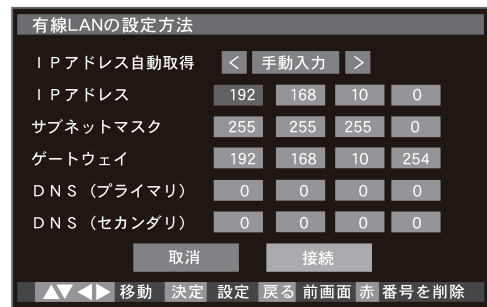 有線LANの設定方法
IPアドレス自動取得 < 手動入力 >
IPアドレス 192 168 10 0
サブネットマスク 255 255 255 0
ゲートウェイ 192 168 10 254
DNS（プライマリ） 0 0 0 0
DNS（セカンダリ） 0 0 0 0
取消 接続
▲▼◀▶ 移動 決定 設定 戻る 前画面 赤 番号を削除